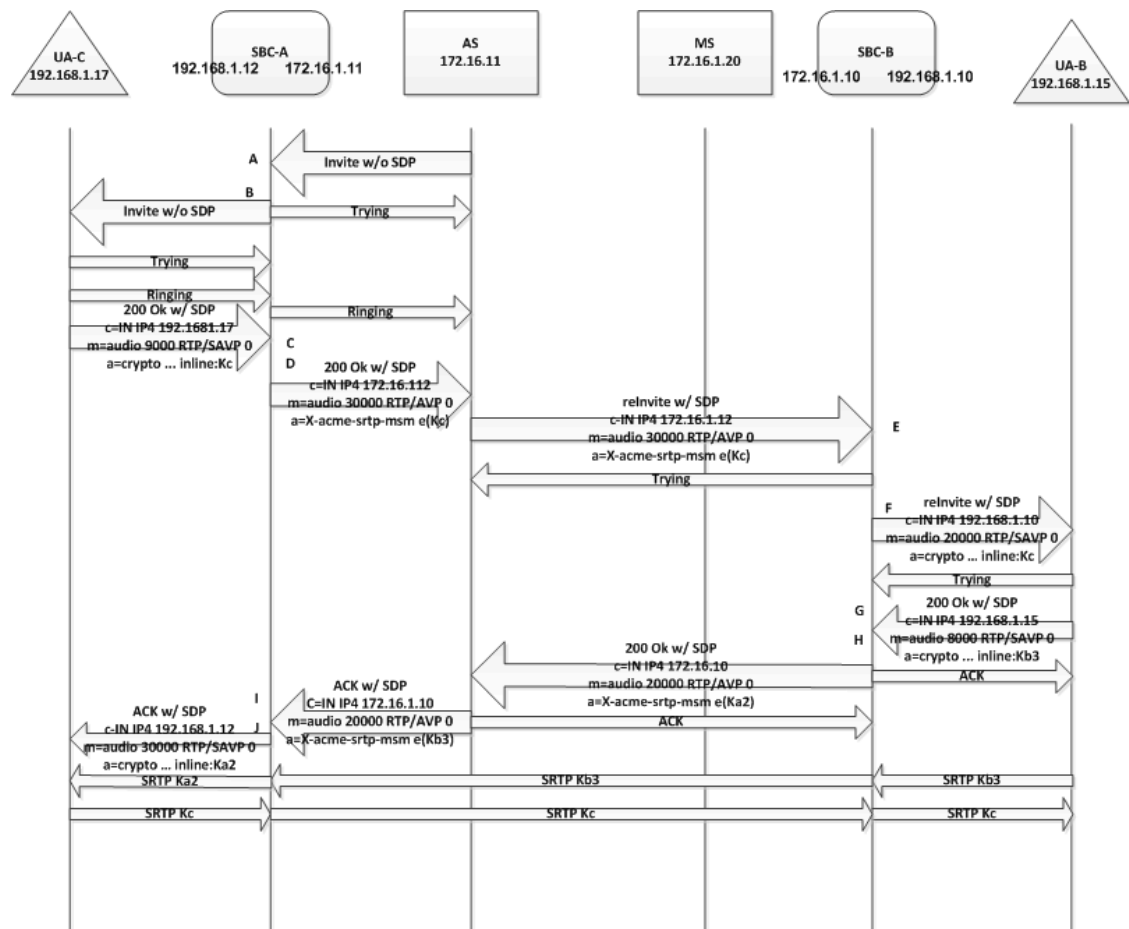 UA-C
192.168.1.17
SBC-A
192.168.1.12 172.16.1.11
AS
172.16.11
MS
172.16.1.20
SBC-B
172.16.1.10 192.168.1.10
UA-B
192.168.1.15
A
Invite w/o SDP
B
Invite w/o SDP
Trying
Trying
Ringing
Ringing
200 Ok w/ SDP
c=IN IP4 192.1681.17
m=audio 9000 RTP/SAVP 0
a=crypto ... inline:Kc
C
D
200 Ok w/ SDP
c=IN IP4 172.16.112
m=audio 30000 RTP/AVP 0
a=X-acme-srtp-msm e(Kc)
reInvite w/ SDP
c-IN IP4 172.16.1.12
m=audio 30000 RTP/AVP 0
a=X-acme-srtp-msm e(Kc)
E
Trying
F
reInvite w/ SDP
c=IN IP4 192.168.1.10
m=audio 20000 RTP/SAVP 0
a=crypto ... inline:Kc
Trying
G
H
200 Ok w/ SDP
c=IN IP4 192.168.1.15
m=audio 8000 RTP/SAVP 0
a=crypto ... inline:Kb3
200 Ok w/ SDP
c=IN IP4 172.16.10
m=audio 20000 RTP/AVP 0
a=X-acme-srtp-msm e(Ka2)
ACK
I
J
ACK w/ SDP
C=IN IP4 172.16.1.10
m=audio 20000 RTP/AVP 0
a=X-acme-srtp-msm e(Kb3)
ACK
ACK w/ SDP
c-IN IP4 192.168.1.12
m=audio 30000 RTP/SAVP 0
a=crypto ... inline:Ka2
SRTP Ka2
SRTP Kb3
SRTP Kb3
SRTP Kc
SRTP Kc
SRTP Kc